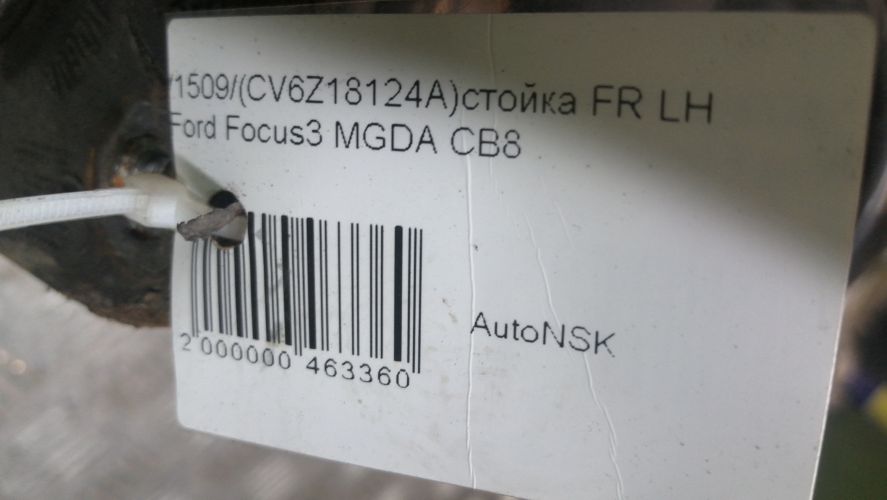 /1509/(CV6Z18124A)стойка FR LH
Ford Focus3 MGDA CB8
2 000000 463360
AutoNSK